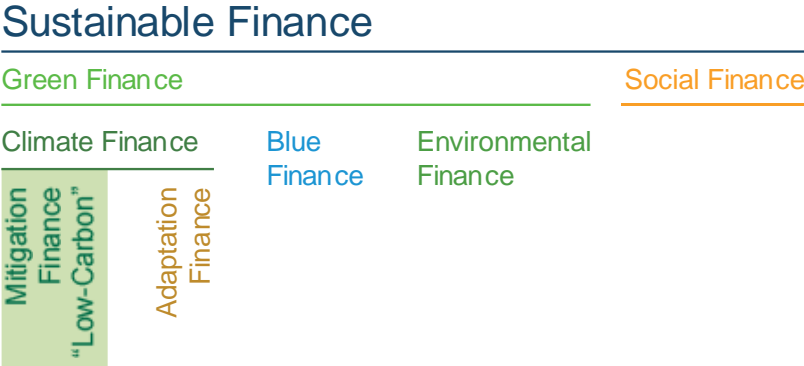 Sustainable Finance
Green Finance
Social Finance
Climate Finance
Blue
Finance
Environmental
Finance
Mitigation
Finance
“Low-Carbon”
Adaptation
Finance